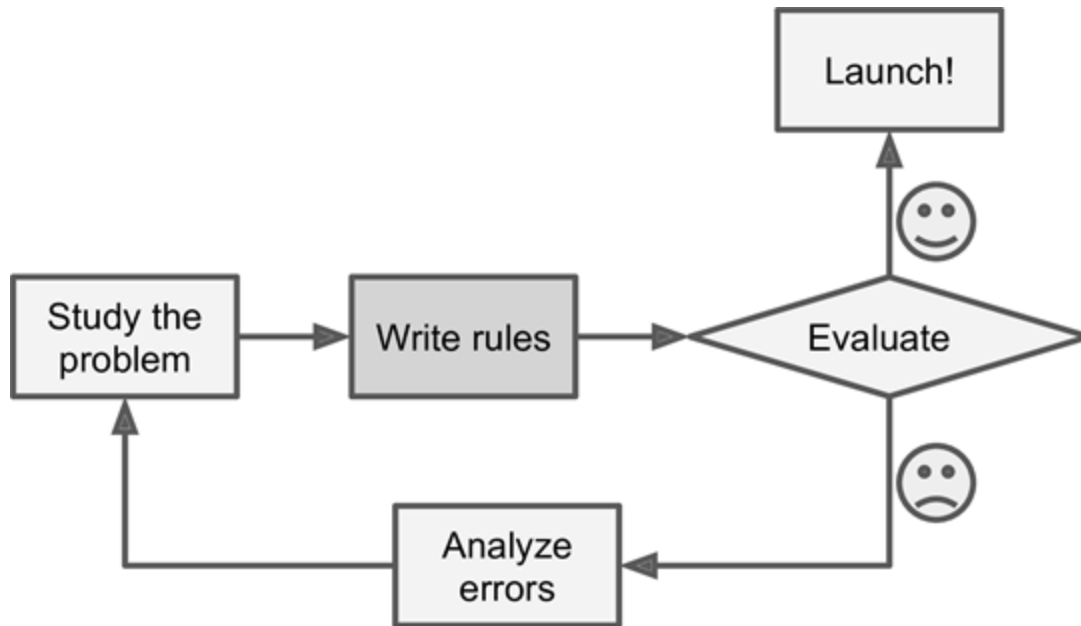 Launch!
Study the
problem
Write rules
Evaluate
Analyze
errors